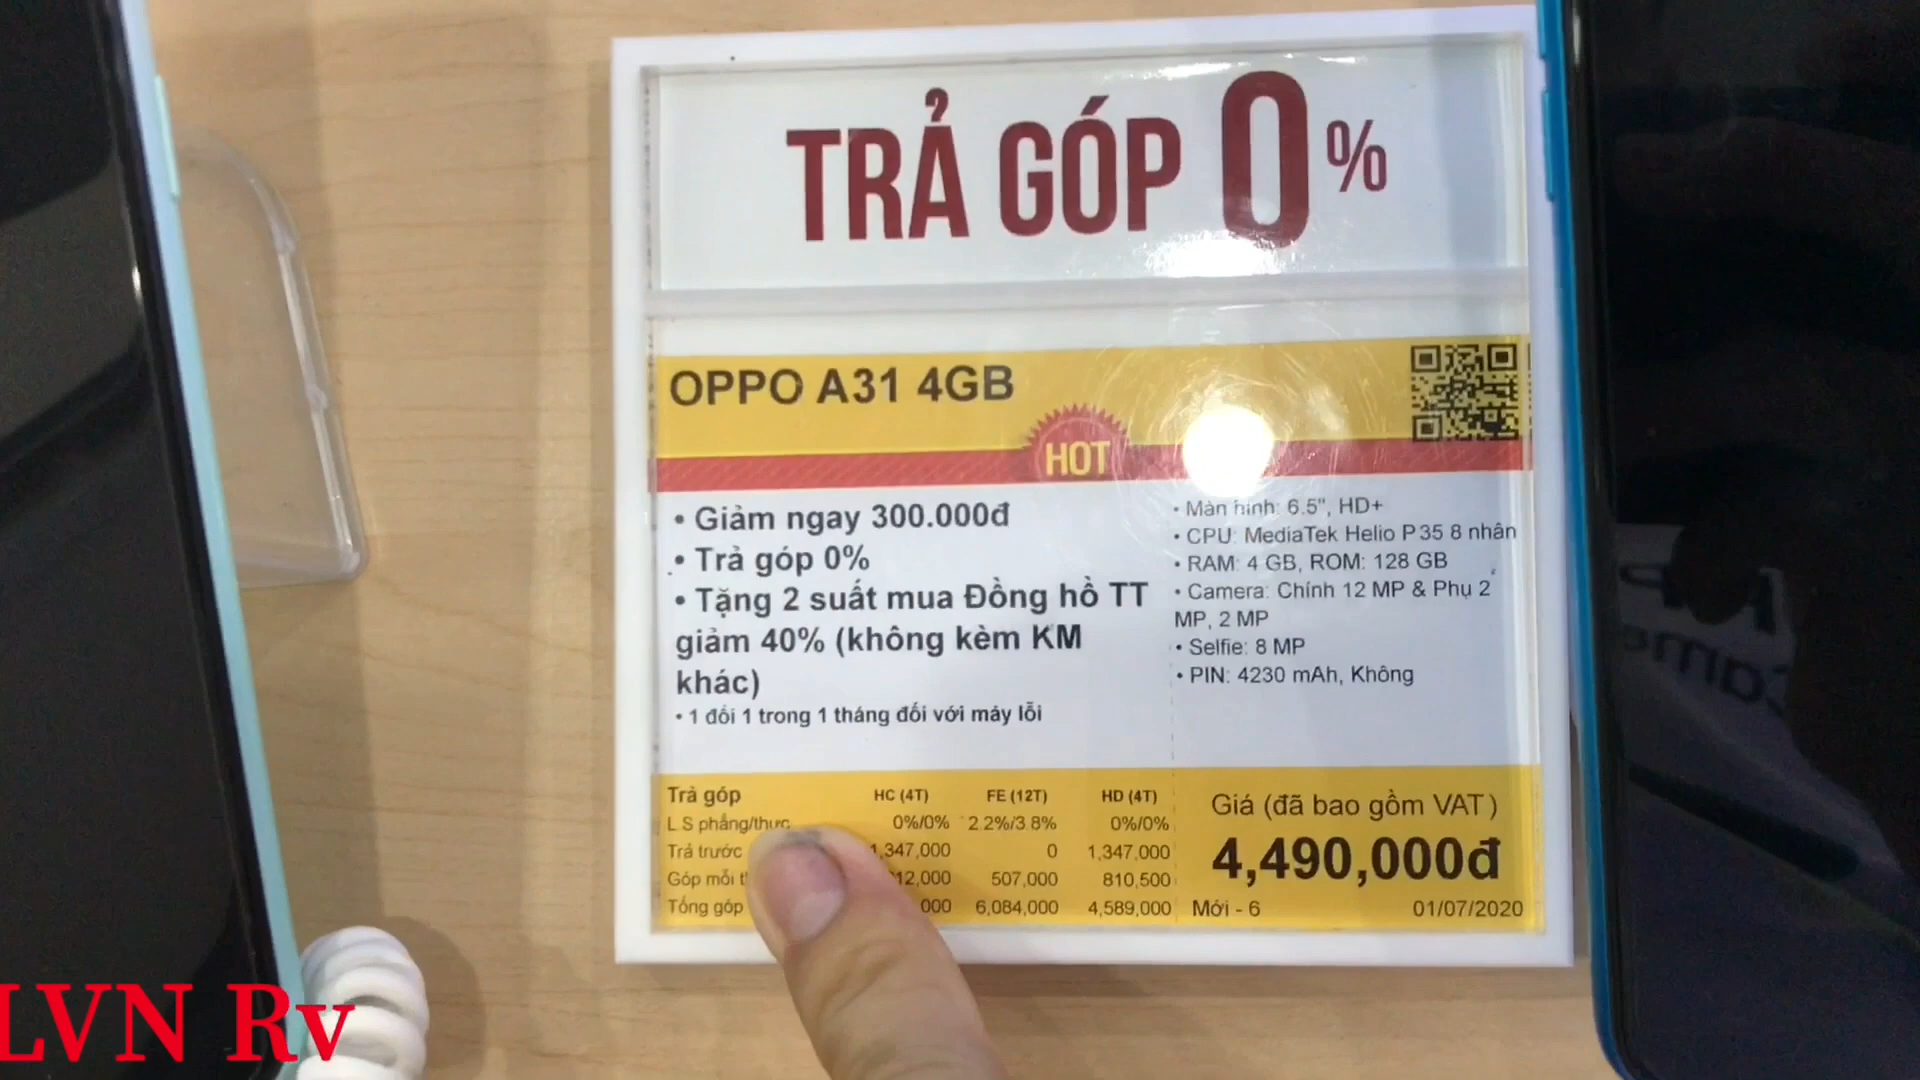 TRẢ GÓP 0%
OPPO A31 4GB
HOT
• Giảm ngay 300.000đ
• Trả góp 0%
• Tặng 2 suất mua Đồng hồ TT
giảm 40% (không kèm KM
khác)
• 1 đổi 1 trong 1 tháng đối với máy lỗi
• Màn hình: 6.5", HD+
• CPU: MediaTek Helio P35 8 nhân
• RAM: 4 GB, ROM: 128 GB
• Camera: Chính 12 MP & Phụ 2
MP, 2 MP
• Selfie: 8 MP
• PIN: 4230 mAh, Không
Trả góp HC (4T) FE (12T) HD (4T)
L S phẳng/thực 0%/0% 2.2%/3.8% 0%/0%
Trả trước 1,347,000 0 1,347,000
Góp mỗi 507,000 810,500
Tổng góp 6,084,000 4,589,000
Giá (đã bao gồm VAT)
4,490,000đ
Mới - 6 01/07/2020
LVN Rv